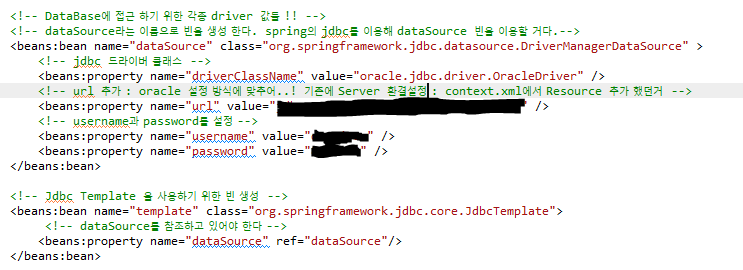 <!-- DataBase에 접근 하기 위한 각종 driver 값들 !! -->
<!-- dataSource라는 이름으로 빈을 생성 한다. spring의 jdbc를 이용해 dataSource 빈을 이용할 거다.-->
<beans:bean name="dataSource" class="org.springframework.jdbc.datasource.DriverManagerDataSource" >
<!-- jdbc 드라이버 클래스 -->
<beans:property name="driverClassName" value="oracle.jdbc.driver.OracleDriver" />
<!-- url 추가 : oracle 설정 방식에 맞추어..! 기존에 Server 환결설정 : context.xml에서 Resource 추가 했던거 -->
<beans:property name="url" value=" " />
<!-- username과 password를 설정 -->
<beans:property name="username" value=" " />
<beans:property name="password" value=" " />
</beans:bean>
<!-- Jdbc Template 을 사용하기 위한 빈 생성 -->
<beans:bean name="template" class="org.springframework.jdbc.core.JdbcTemplate">
<!-- dataSource를 참조하고 있어야 한다 -->
<beans:property name="dataSource" ref="dataSource"/>
</beans:bean>